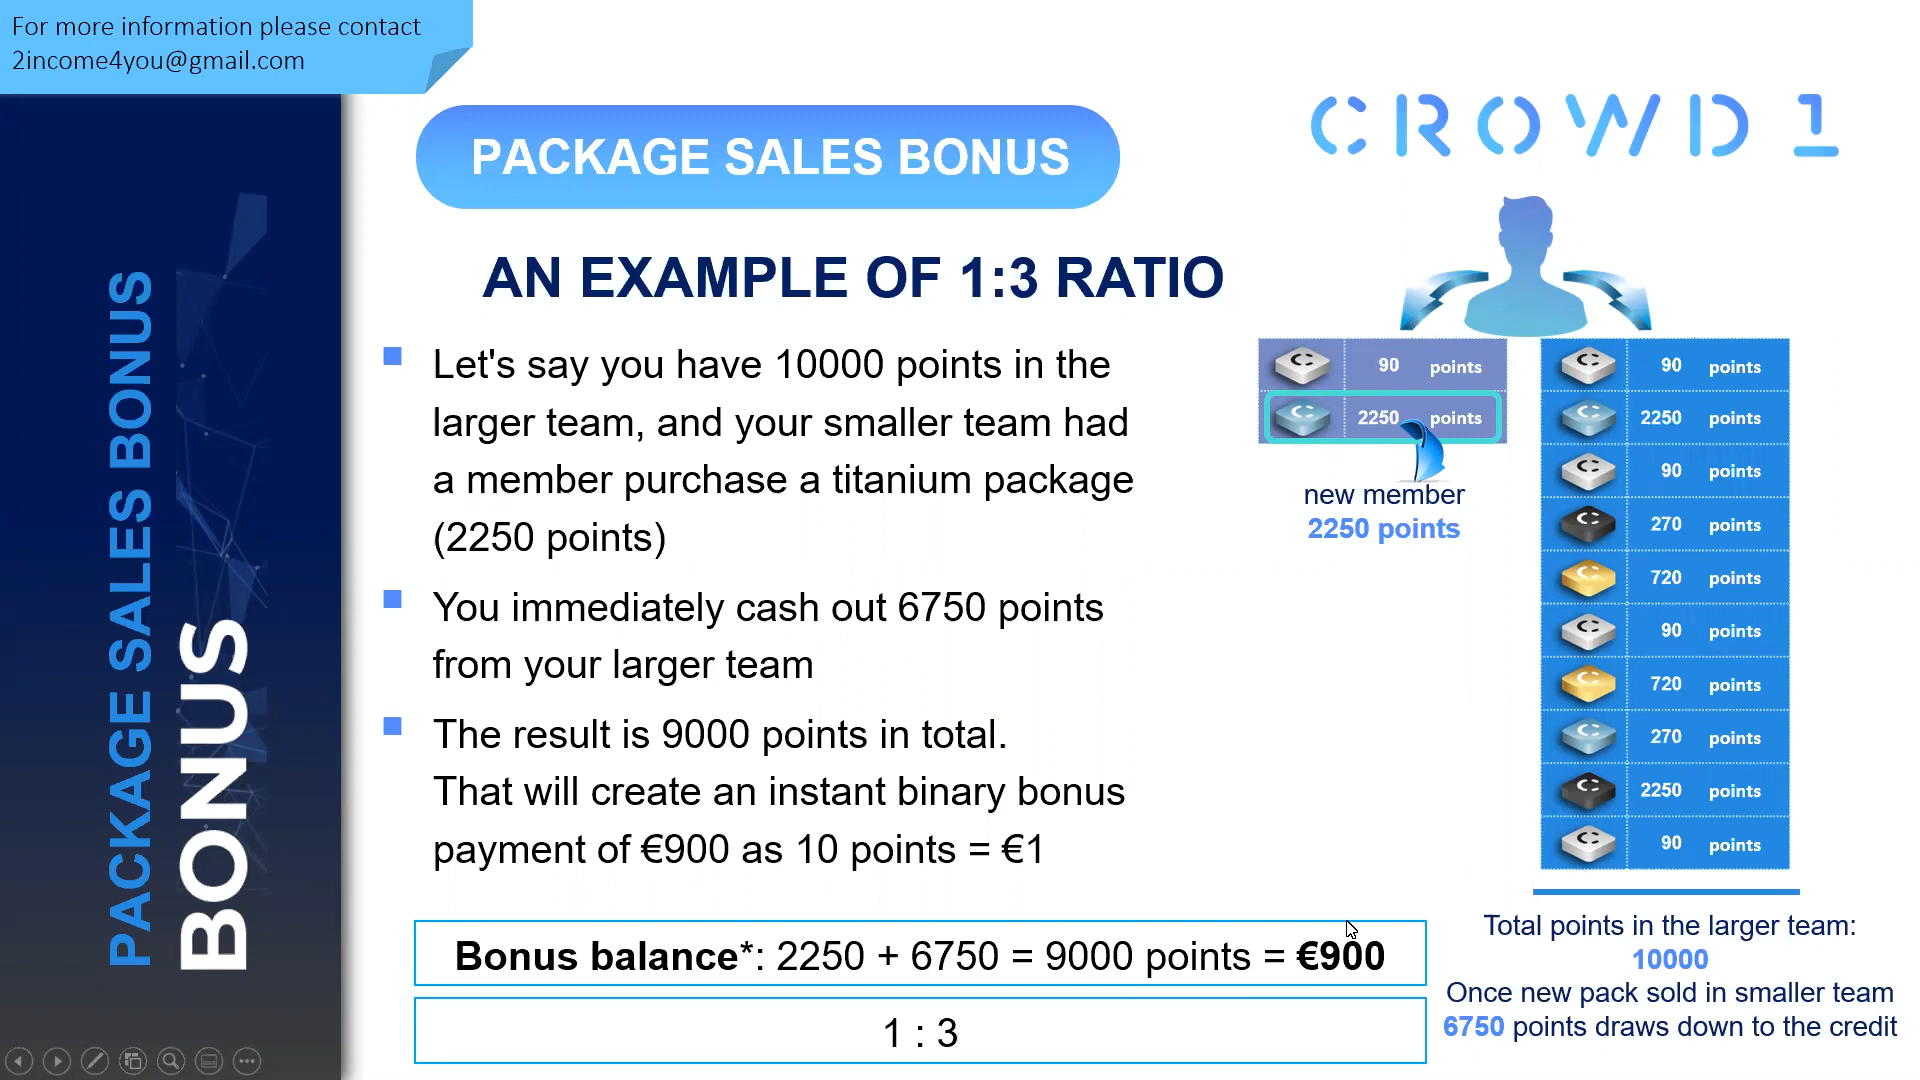 For more information please contact
2income4you@gmail.com
PACKAGE SALES BONUS
BONUS
PACKAGE SALES BONUS
CROWD1
AN EXAMPLE OF 1:3 RATIO
Let's say you have 10000 points in the
larger team, and your smaller team had
a member purchase a titanium package
(2250 points)
You immediately cash out 6750 points
from your larger team
The result is 9000 points in total.
That will create an instant binary bonus
payment of €900 as 10 points = €1
Bonus balance*: 2250 + 6750 = 9000 points = €900
1 : 3
90 points
2250 points
new member
2250 points
90 points
2250 points
90 points
270 points
720 points
90 points
720 points
270 points
2250 points
90 points
Total points in the larger team:
10000
Once new pack sold in smaller team
6750 points draws down to the credit